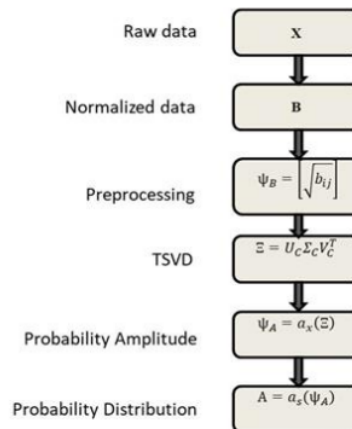 Raw data X
Normalized data B
Preprocessing Ψ_B = [√b_ij]
TSVD Ξ = U_C Σ_C V_C^T
Probability Amplitude Ψ_A = a_x(Ξ)
Probability Distribution A = a_s(Ψ_A)